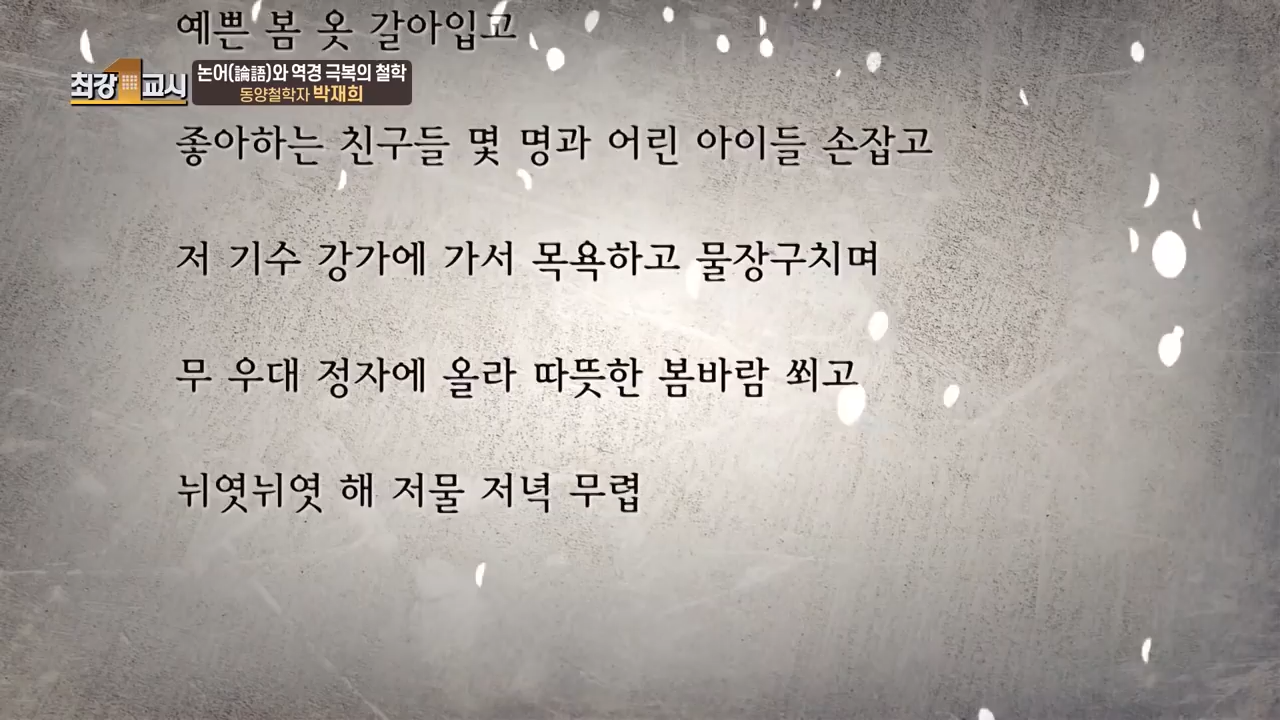 예쁜 봄 옷 갈아입고
최강1교시
논어(論語)와 역경 극복의 철학
동양철학자 박재희
좋아하는 친구들 몇 명과 어린 아이들 손잡고
저 기수 강가에 가서 목욕하고 물장구치며
무 우대 정자에 올라 따뜻한 봄바람 쐬고
뉘엿뉘엿 해 저물 저녁 무렵